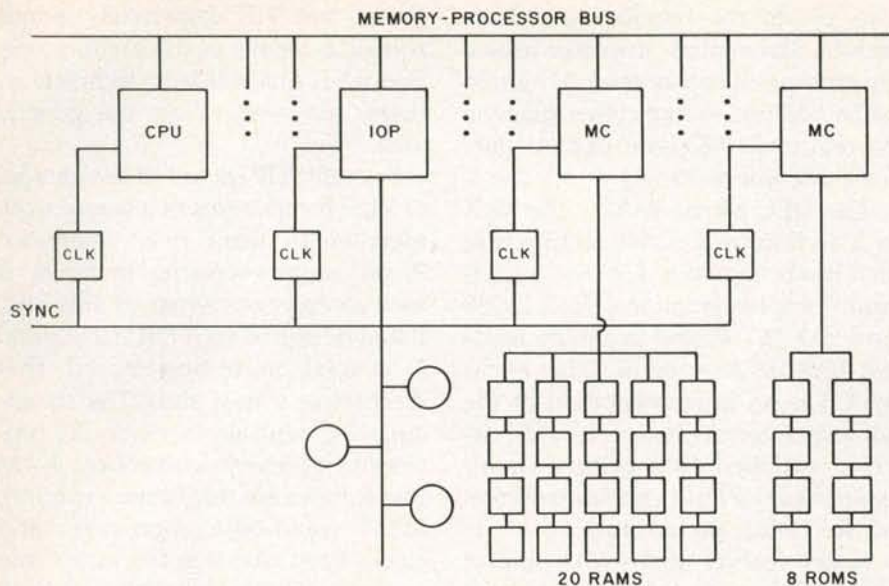 MEMORY-PROCESSOR BUS
CPU
IOP
MC
MC
CLK
CLK
CLK
CLK
SYNC
20 RAMS
8 ROMS